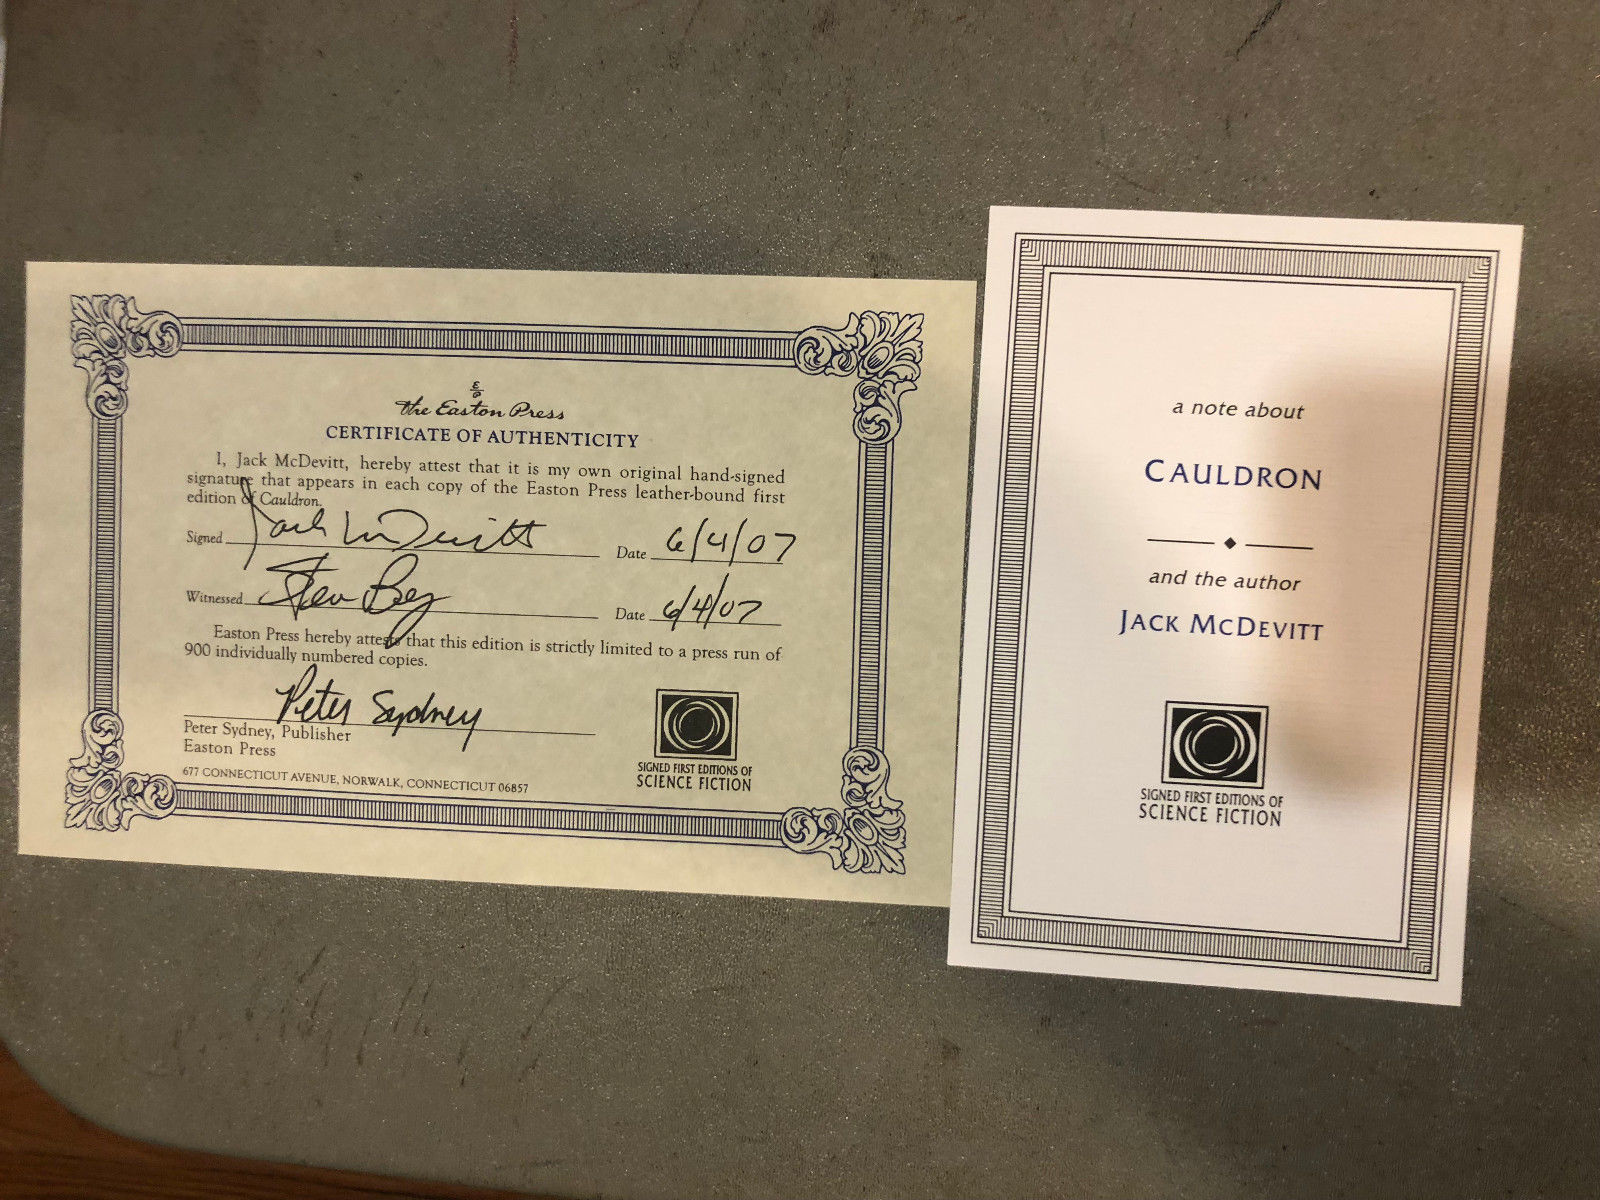 E
P
the Easton Press
CERTIFICATE OF AUTHENTICITY
I, Jack McDevitt, hereby attest that it is my own original hand-signed
signature that appears in each copy of the Easton Press leather-bound first
edition of Cauldron.
Signed Jack McDevitt Date 6/4/07
Witnessed Date 6/4/07
Easton Press hereby attests that this edition is strictly limited to a press run of
900 individually numbered copies.
Peter Sydney
Peter Sydney, Publisher
Easton Press
677 CONNECTICUT AVENUE, NORWALK, CONNECTICUT 06857
SIGNED FIRST EDITIONS OF
SCIENCE FICTION
a note about
CAULDRON
and the author
JACK MCDEVITT
SIGNED FIRST EDITIONS OF
SCIENCE FICTION